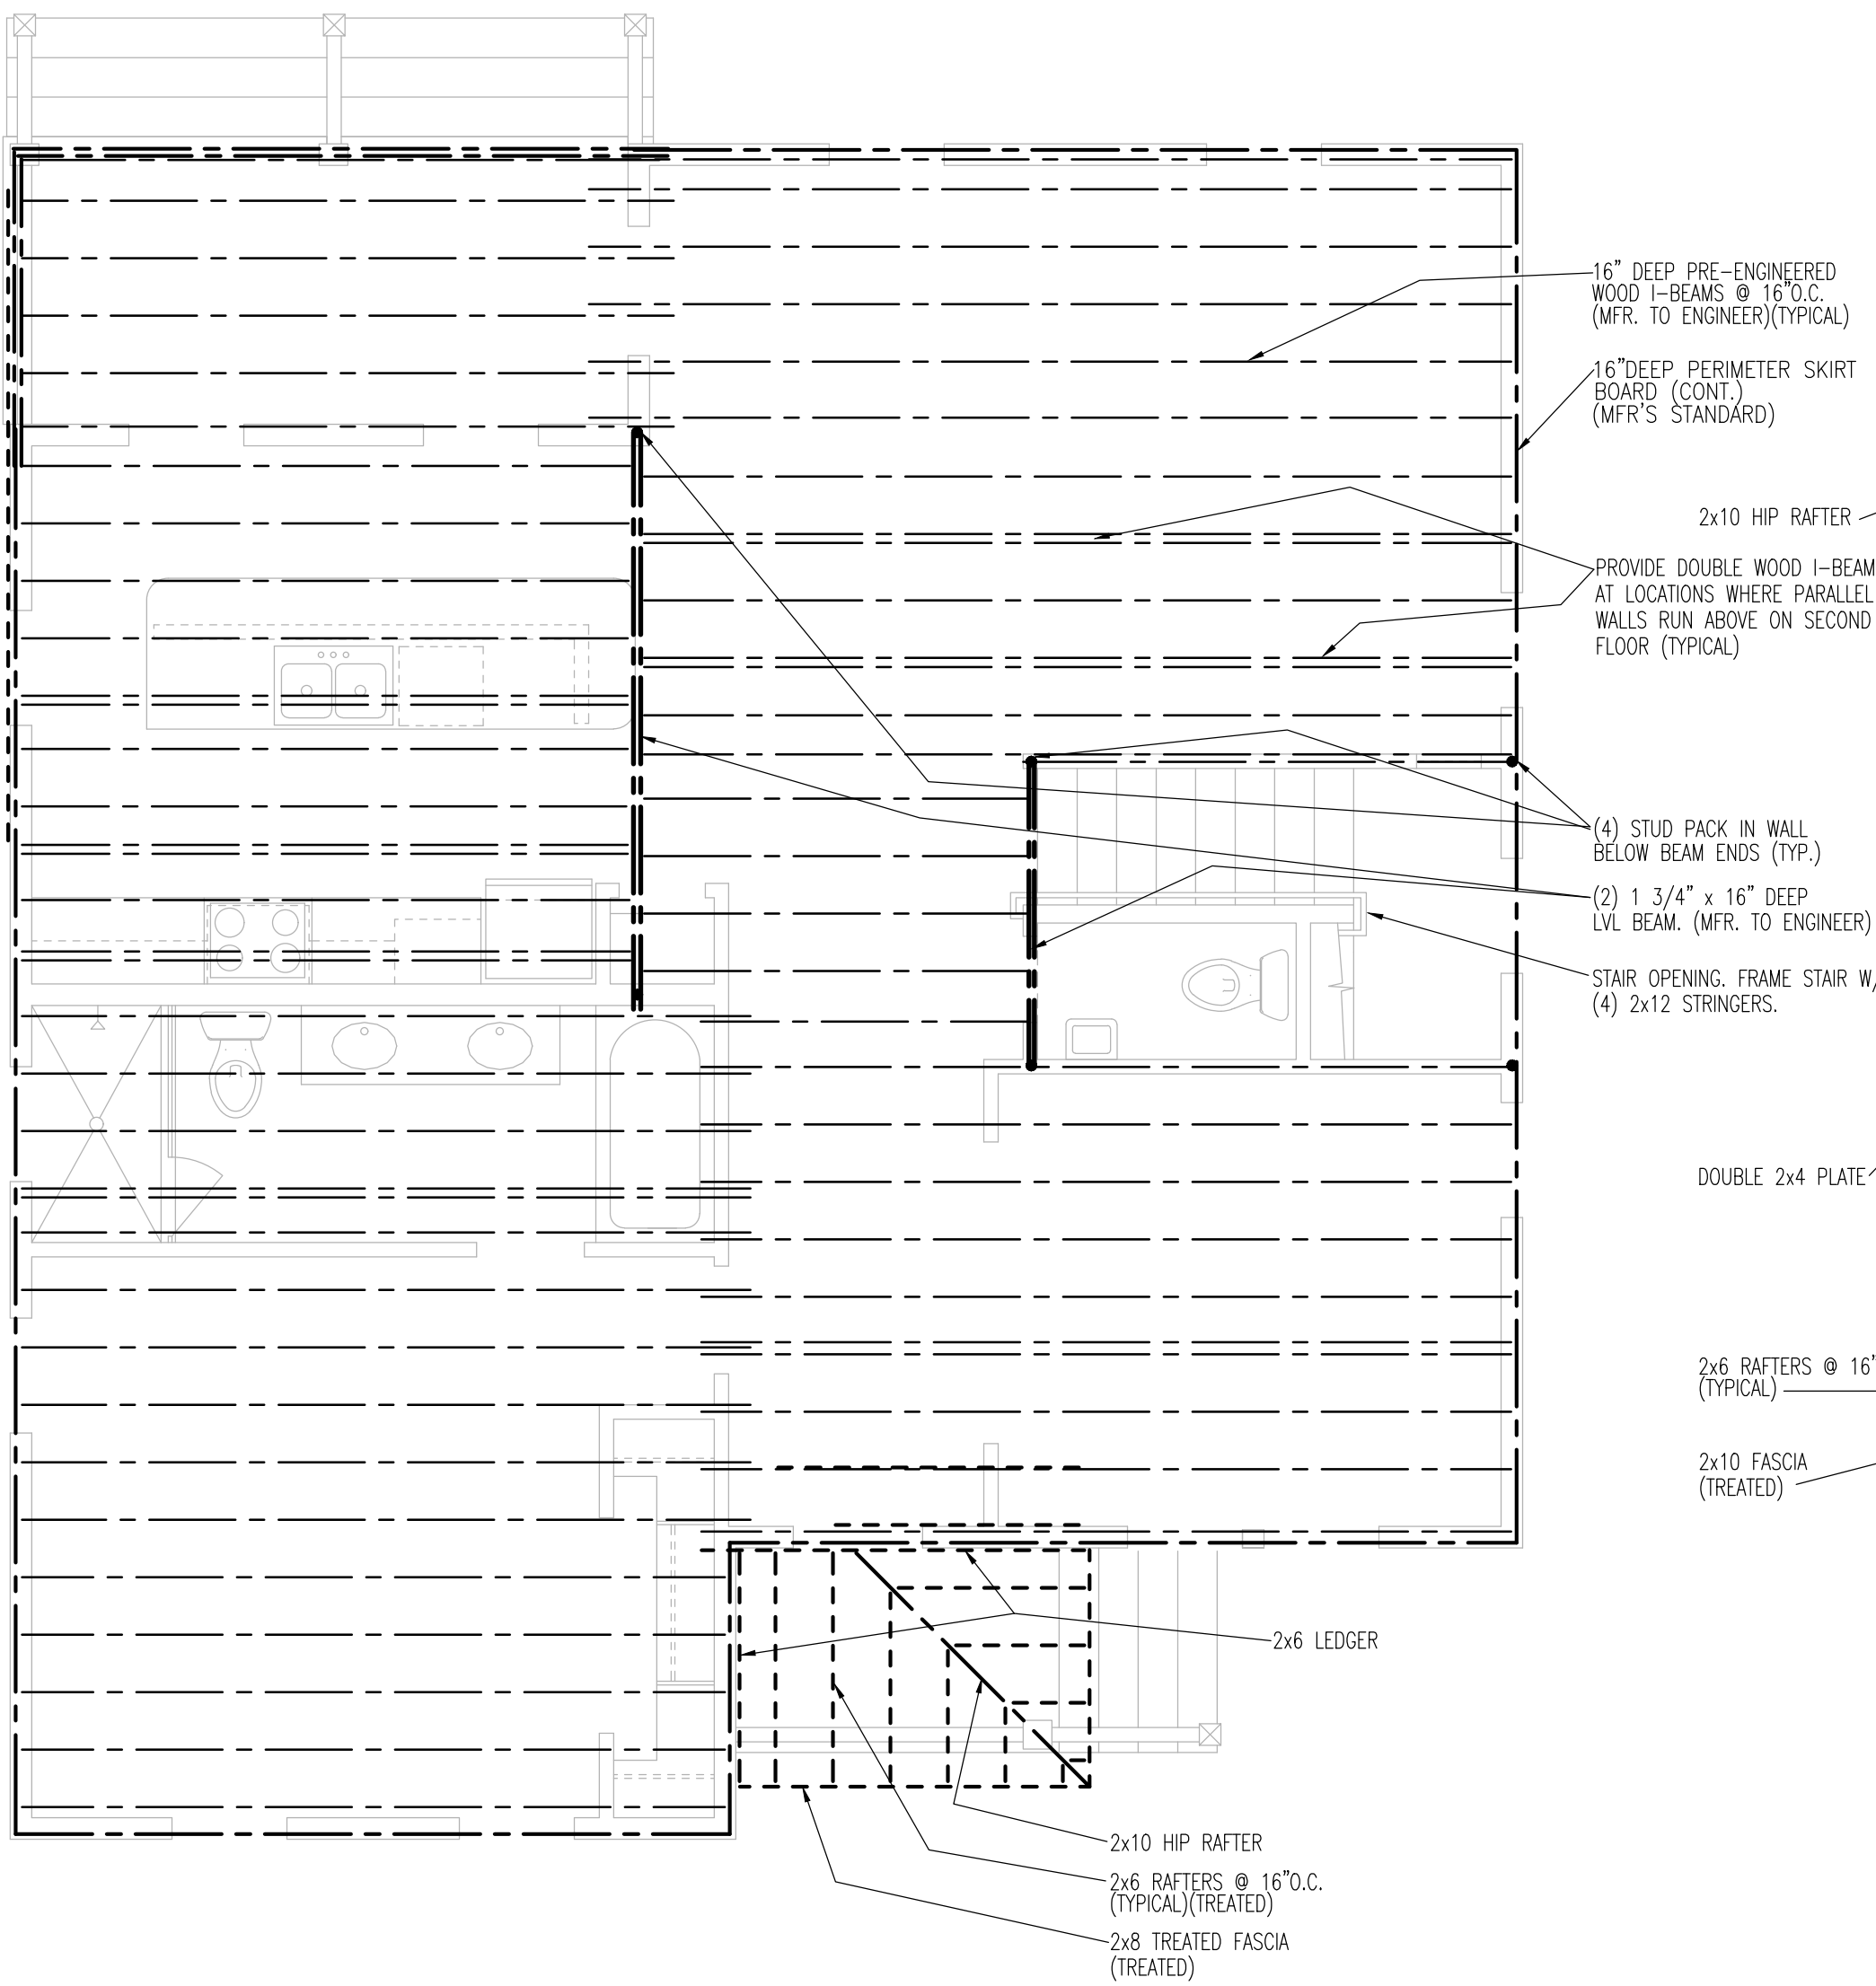 16” DEEP PRE-ENGINEERED
WOOD I-BEAMS @ 16”O.C.
(MFR. TO ENGINEER)(TYPICAL)
16”DEEP PERIMETER SKIRT
BOARD (CONT.)
(MFR'S STANDARD)
2x10 HIP RAFTER
PROVIDE DOUBLE WOOD I-BEAM
AT LOCATIONS WHERE PARALLEL
WALLS RUN ABOVE ON SECOND
FLOOR (TYPICAL)
(4) STUD PACK IN WALL
BELOW BEAM ENDS (TYP.)
(2) 1 3/4” x 16” DEEP
LVL BEAM. (MFR. TO ENGINEER)
STAIR OPENING. FRAME STAIR W/
(4) 2x12 STRINGERS.
DOUBLE 2x4 PLATE
2x6 RAFTERS @ 16”
(TYPICAL)
2x10 FASCIA
(TREATED)
2x6 LEDGER
2x10 HIP RAFTER
2x6 RAFTERS @ 16”O.C.
(TYPICAL)(TREATED)
2x8 TREATED FASCIA
(TREATED)